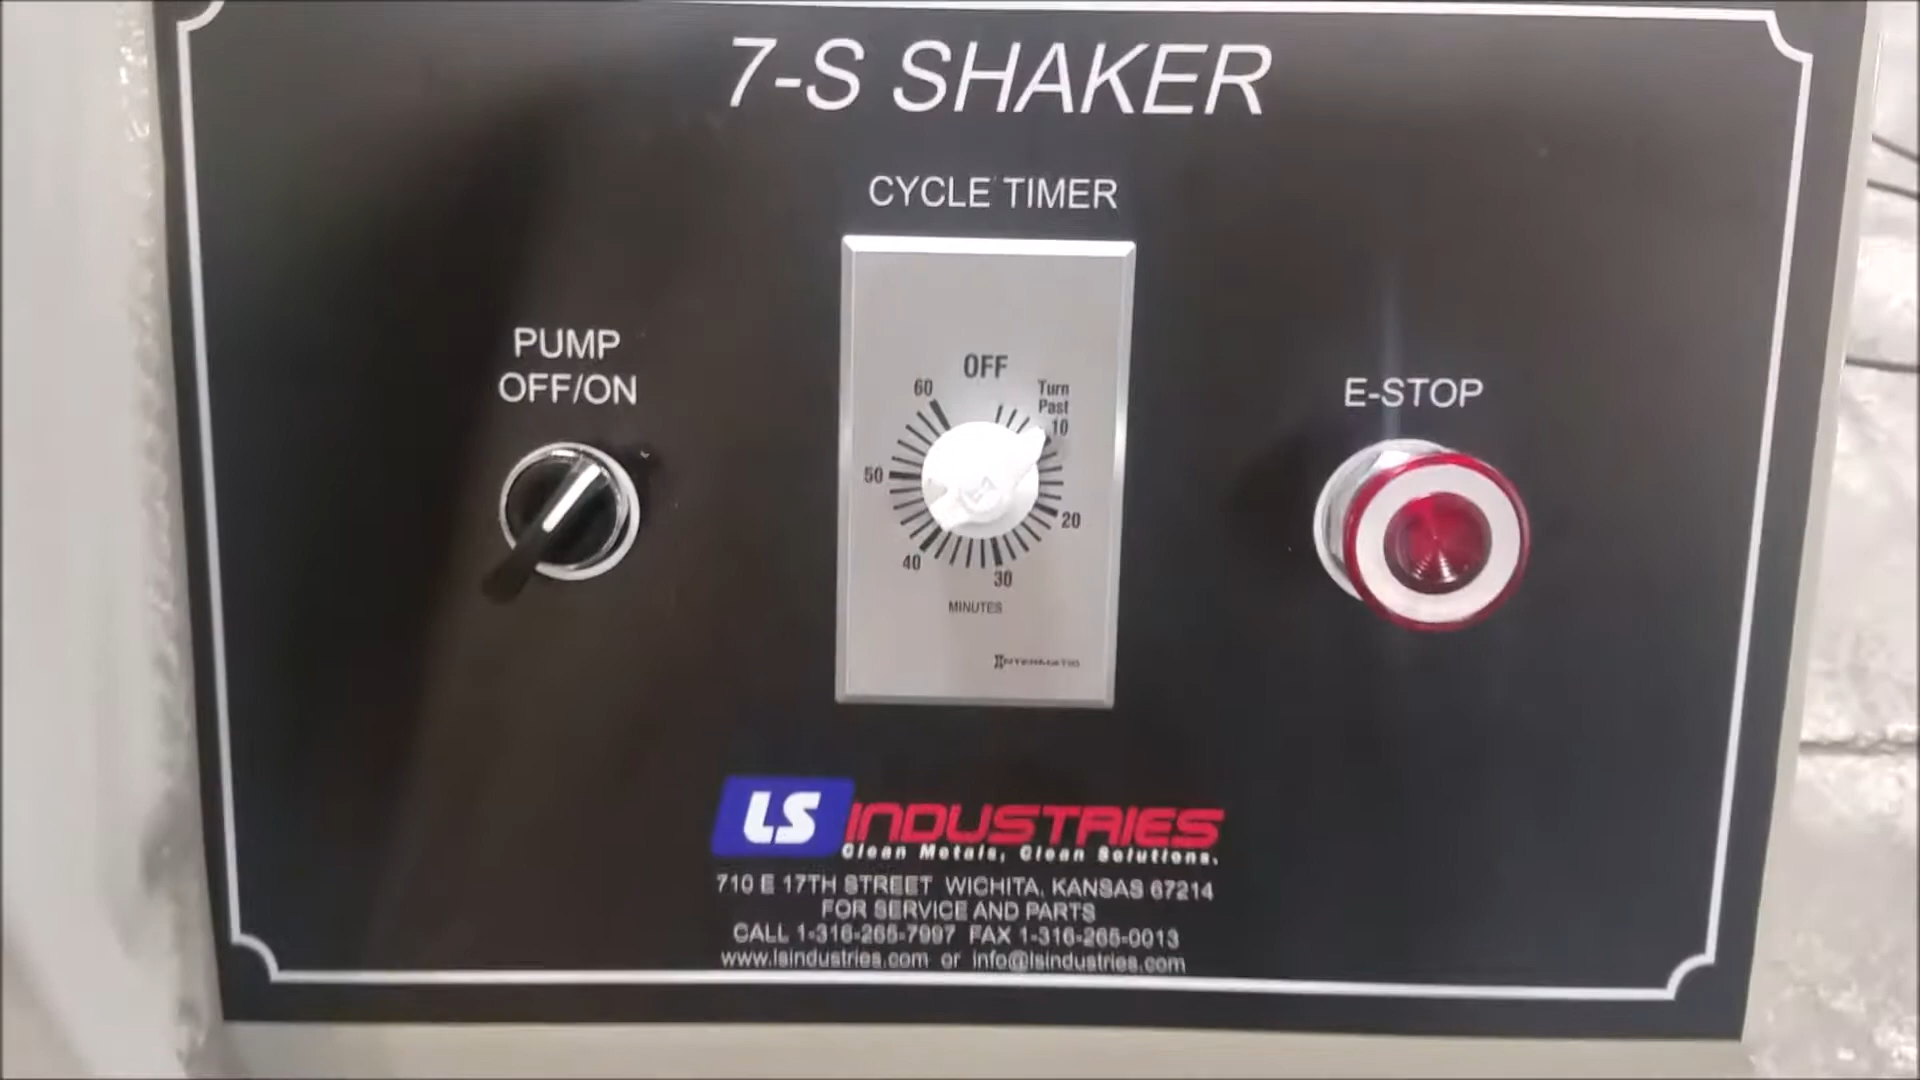 7-S SHAKER
CYCLE TIMER
PUMP
OFF/ON
OFF
60
Turn
Past
10
50
20
40
30
MINUTES
INTERMATIC
E-STOP
LS INDUSTRIES
Clean Metals, Clean Solutions.
710 E 17TH STREET WICHITA, KANSAS 67214
FOR SERVICE AND PARTS
CALL 1-316-265-7997 FAX 1-316-265-0013
www.lsindustries.com or info@lsindustries.com